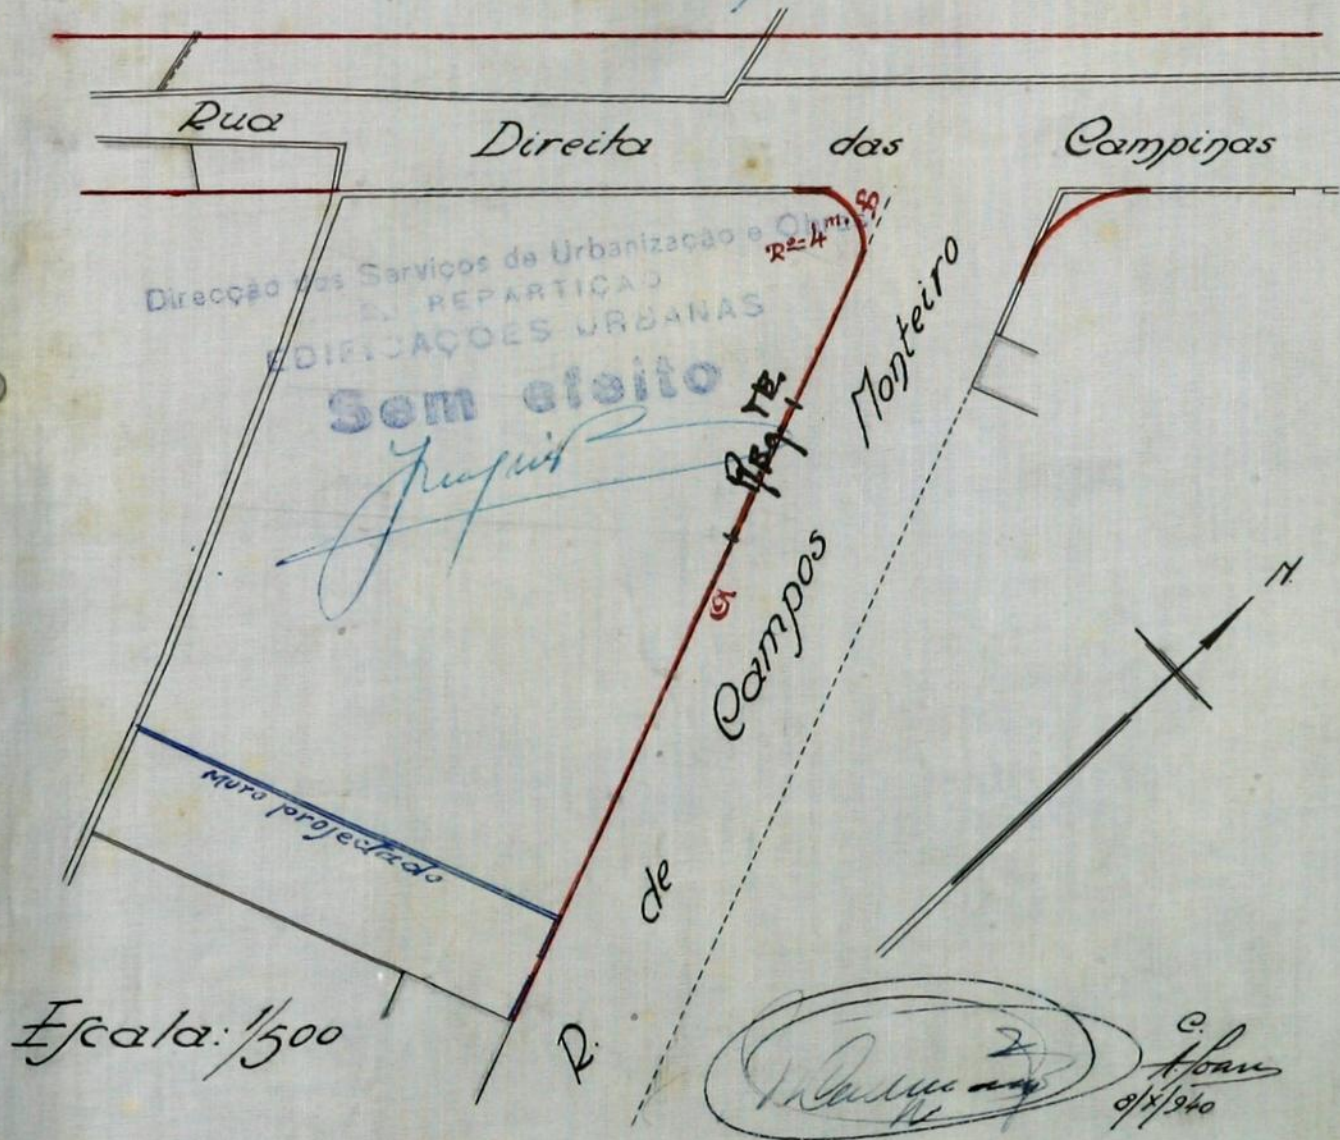 Rua Direita das Campinas
Rº=4m.
Direcção dos Serviços de Urbanização e Obras
REPARTIÇÃO
EDIFICAÇÕES URBANAS
Sem efeito
R. de Campos Monteiro
N.
Muro projectado
Escala: 1/500
C.
8/X/940